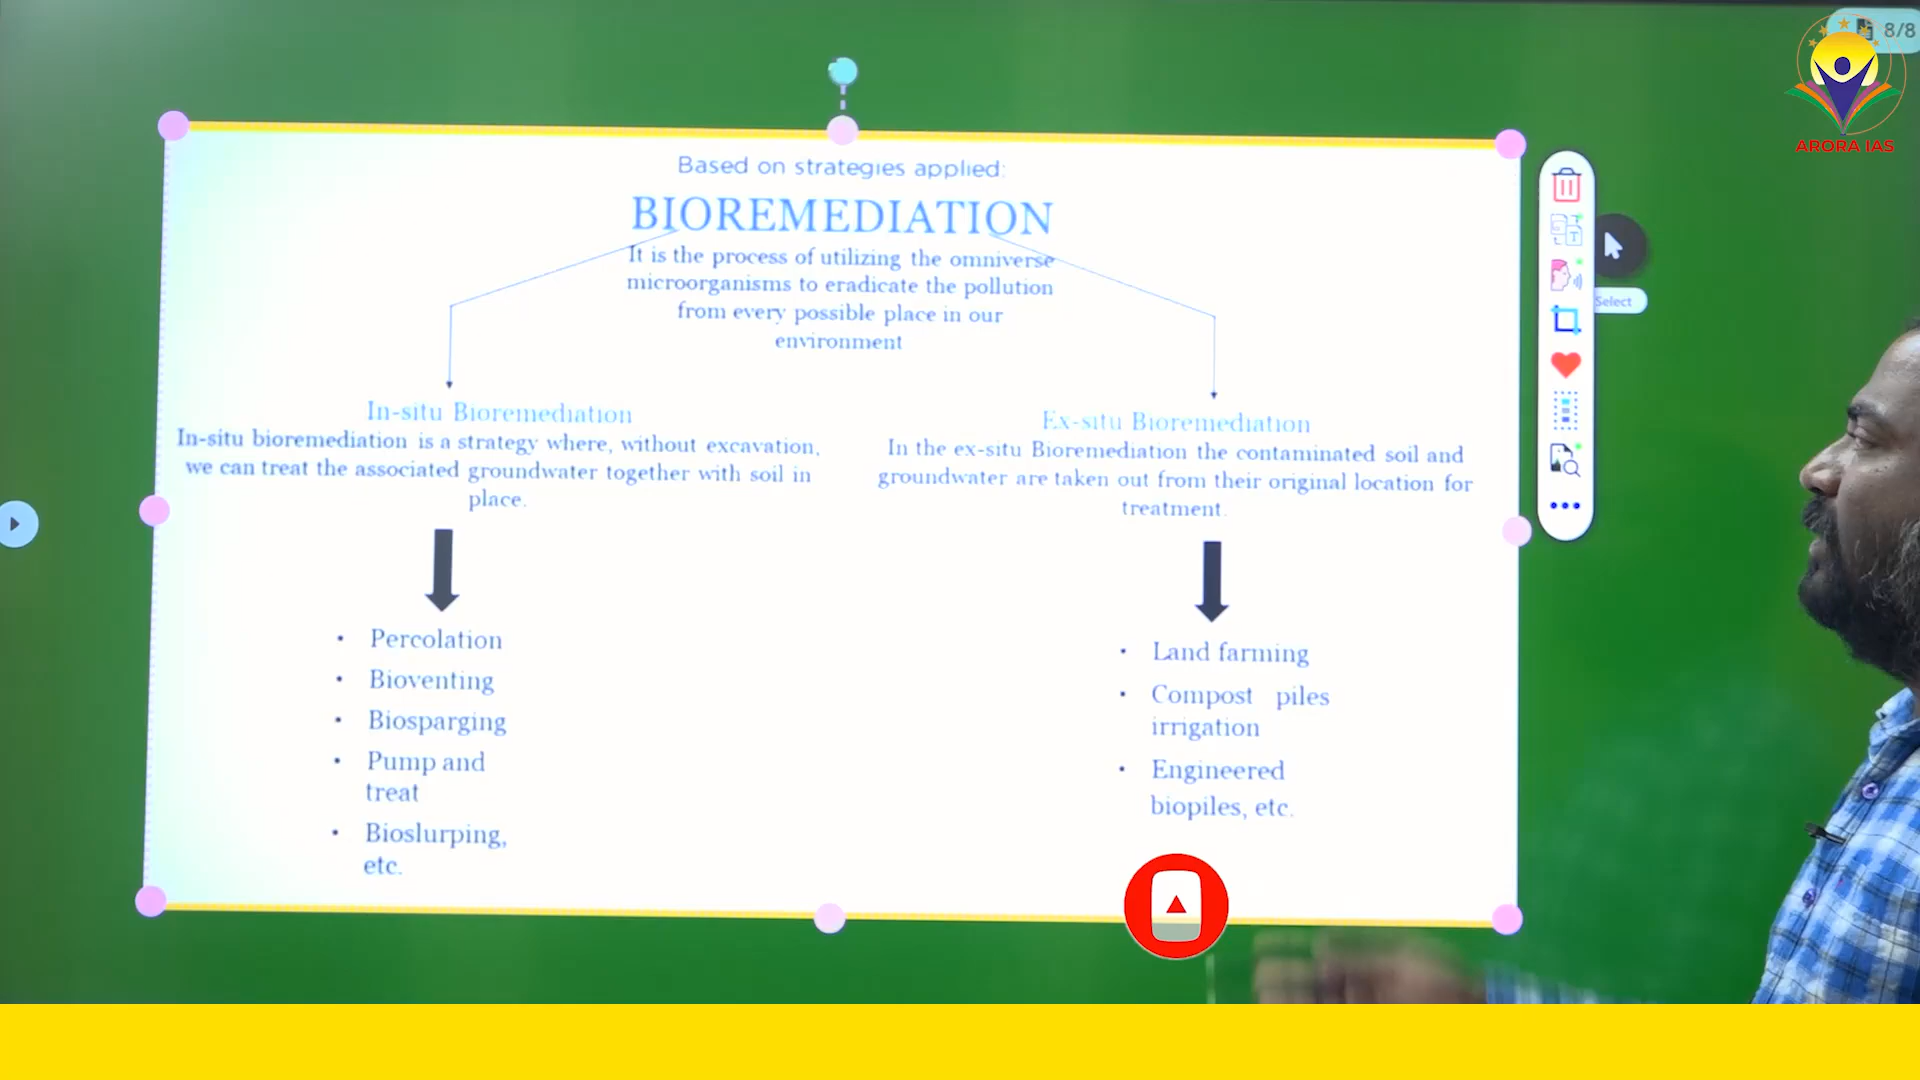 8/8
ARORA IAS
Based on strategies applied:
BIOREMEDIATION
It is the process of utilizing the omniverse
microorganisms to eradicate the pollution
from every possible place in our
environment
Select
In-situ Bioremediation
In-situ bioremediation is a strategy where, without excavation,
we can treat the associated groundwater together with soil in
place.
• Percolation
• Bioventing
• Biosparging
• Pump and
treat
• Bioslurping,
etc.
Ex-situ Bioremediation
In the ex-situ Bioremediation the contaminated soil and
groundwater are taken out from their original location for
treatment.
• Land farming
• Compost piles
irrigation
• Engineered
biopiles, etc.